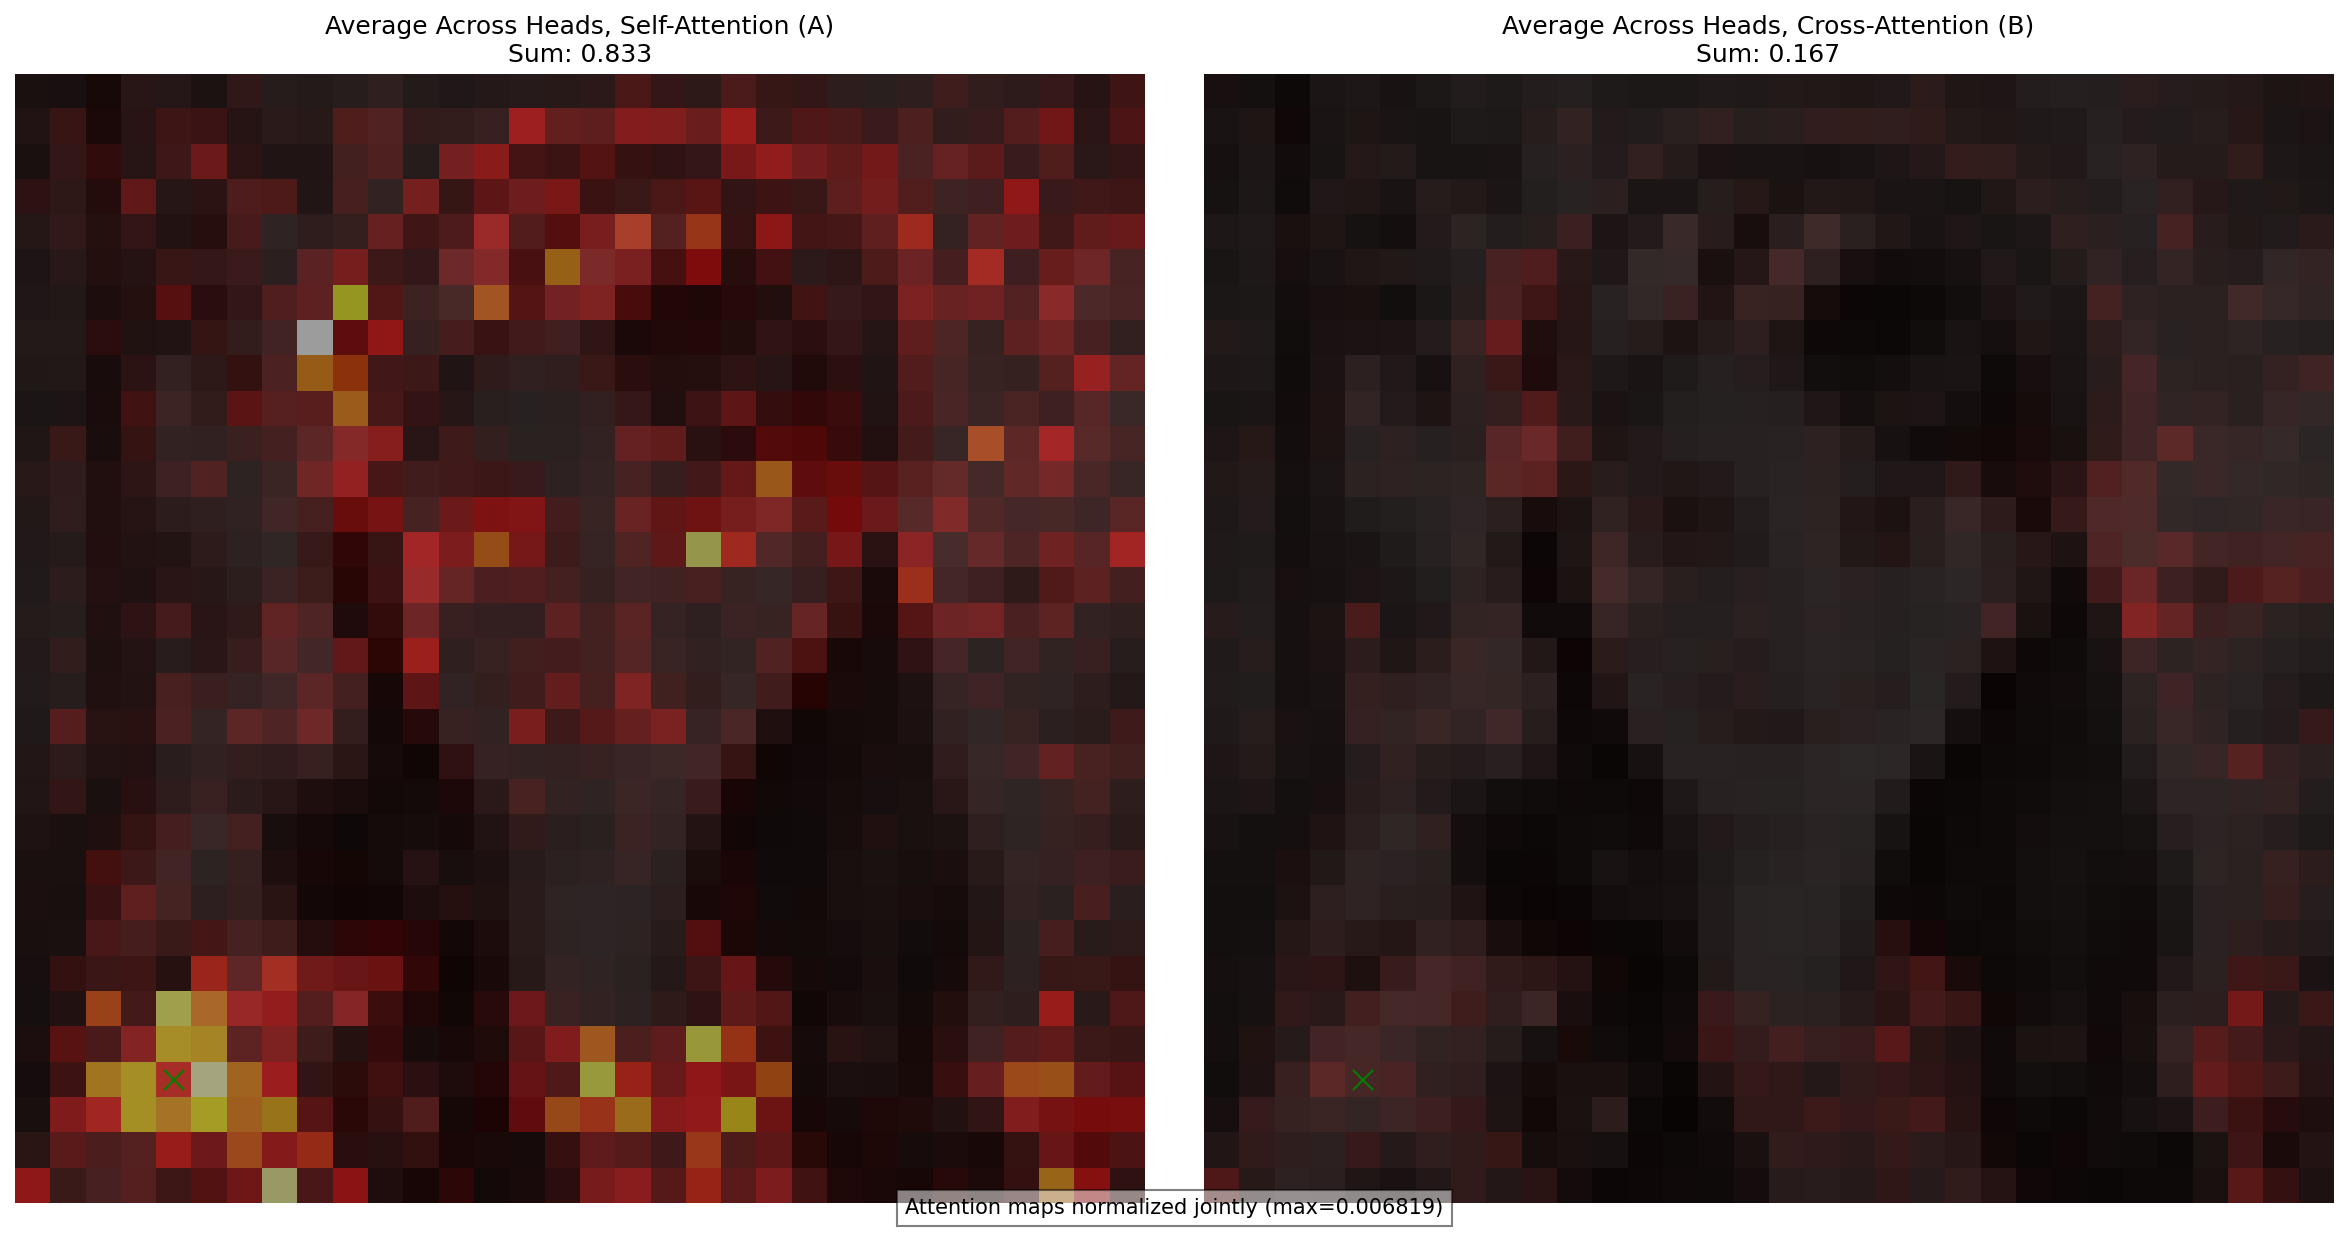 Average Across Heads, Self-Attention (A)
Sum: 0.833
Average Across Heads, Cross-Attention (B)
Sum: 0.167
Attention maps normalized jointly (max=0.006819)